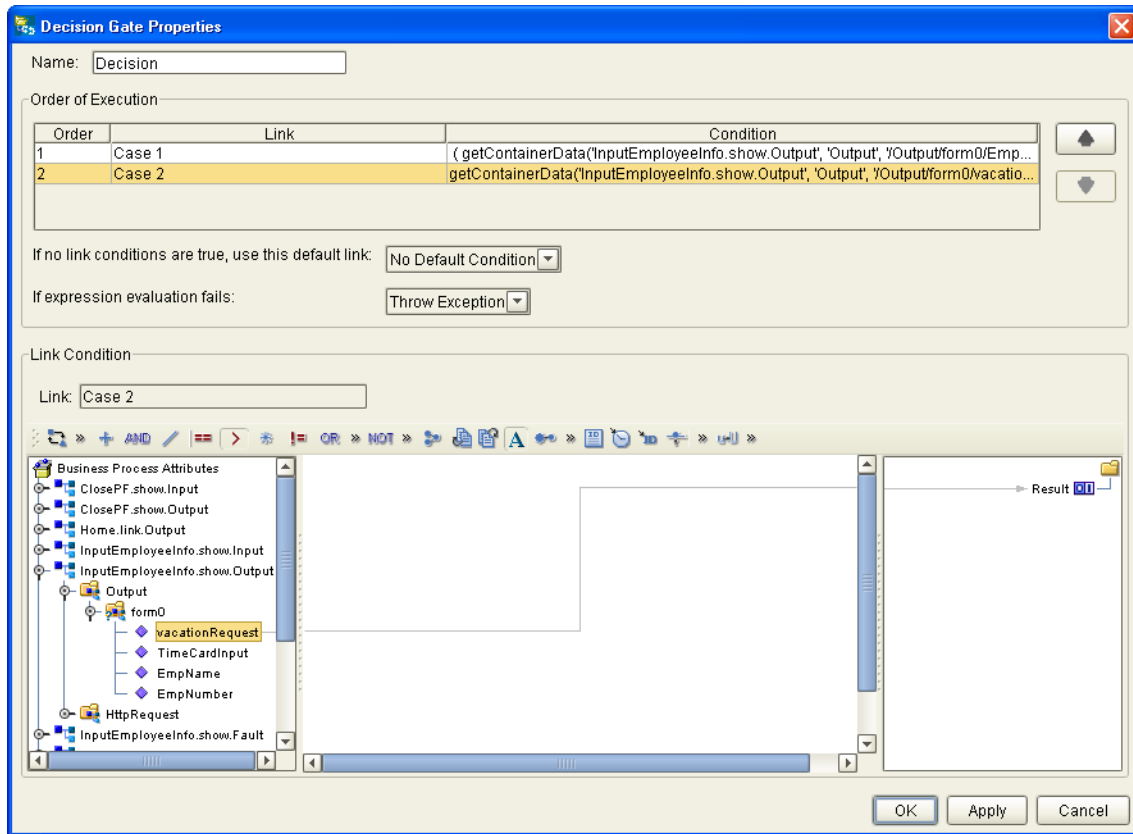 Decision Gate Properties
Name: Decision
Order of Execution
Order Link Condition
1 Case 1 ( getContainerData('InputEmployeeInfo.show.Output', 'Output', '/Output/form0/Emp...
2 Case 2 getContainerData('InputEmployeeInfo.show.Output', 'Output', '/Output/form0/vacatio...
If no link conditions are true, use this default link: No Default Condition
If expression evaluation fails: Throw Exception
Link Condition
Link: Case 2
» + AND / == > != OR » NOT » A »  »  »
Business Process Attributes
ClosePF.show.Input
ClosePF.show.Output
Home.link.Output
InputEmployeeInfo.show.Input
InputEmployeeInfo.show.Output
Output
form0
vacationRequest
TimeCardInput
EmpName
EmpNumber
HttpRequest
InputEmployeeInfo.show.Fault
Result
OK Apply Cancel